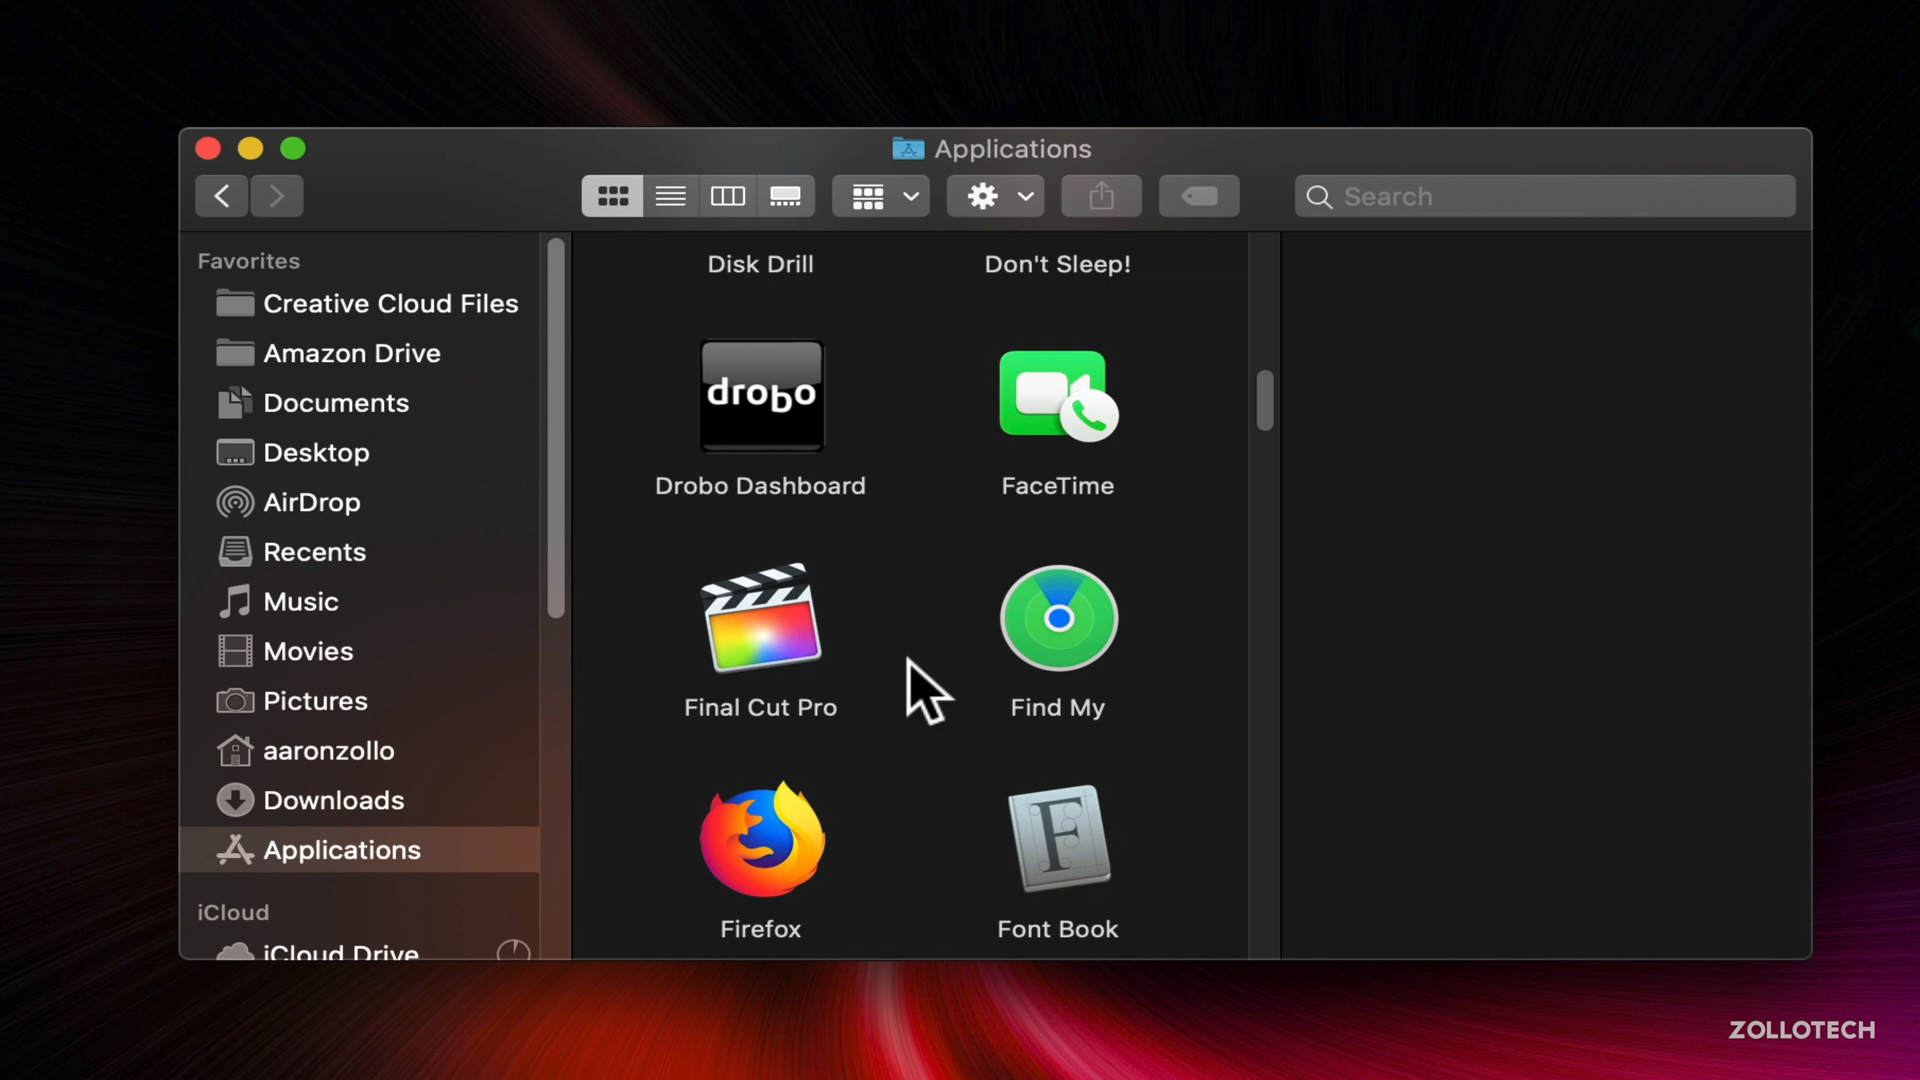 Applications
Search
Favorites
Creative Cloud Files
Amazon Drive
Documents
Desktop
AirDrop
Recents
Music
Movies
Pictures
aaronzollo
Downloads
Applications
iCloud
iCloud Drive
Disk Drill
Don't Sleep!
drobo
Drobo Dashboard
FaceTime
Final Cut Pro
Find My
F
Firefox
Font Book
ZOLLOTECH